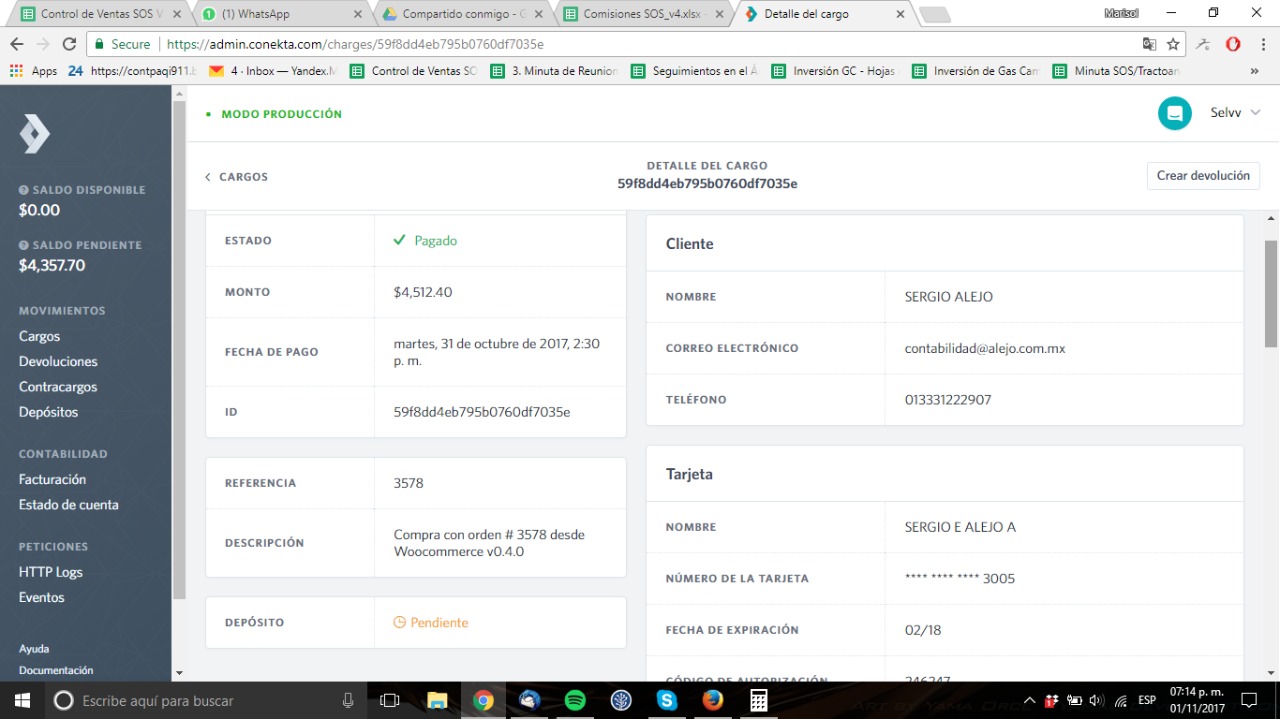 Control de Ventas SOS V
(1) WhatsApp
Compartido conmigo - G
Comisiones SOS_v4.xlsx -
Detalle del cargo
Marisol
Secure
https://admin.conekta.com/charges/59f8dd4eb795b0760df7035e
Apps
24
https://contpaqi911.b
4 · Inbox — Yandex.M
Control de Ventas SO
3. Minuta de Reunion
Seguimientos en el Á
Inversión GC - Hojas
Inversión de Gas Cam
Minuta SOS/Tractoan
»
MODO PRODUCCIÓN
Selvv
CARGOS
DETALLE DEL CARGO
59f8dd4eb795b0760df7035e
Crear devolución
SALDO DISPONIBLE
$0.00
SALDO PENDIENTE
$4,357.70
MOVIMIENTOS
Cargos
Devoluciones
Contracargos
Depósitos
CONTABILIDAD
Facturación
Estado de cuenta
PETICIONES
HTTP Logs
Eventos
Ayuda
Documentación
ESTADO
Pagado
MONTO
$4,512.40
FECHA DE PAGO
martes, 31 de octubre de 2017, 2:30
p. m.
ID
59f8dd4eb795b0760df7035e
REFERENCIA
3578
DESCRIPCIÓN
Compra con orden # 3578 desde
Woocommerce v0.4.0
DEPÓSITO
Pendiente
Cliente
NOMBRE
SERGIO ALEJO
CORREO ELECTRÓNICO
contabilidad@alejo.com.mx
TELÉFONO
013331222907
Tarjeta
NOMBRE
SERGIO E ALEJO A
NÚMERO DE LA TARJETA
**** **** **** 3005
FECHA DE EXPIRACIÓN
02/18
CÓDIGO DE AUTORIZACIÓN
246247
Escribe aquí para buscar
ESP
07:14 p. m.
01/11/2017